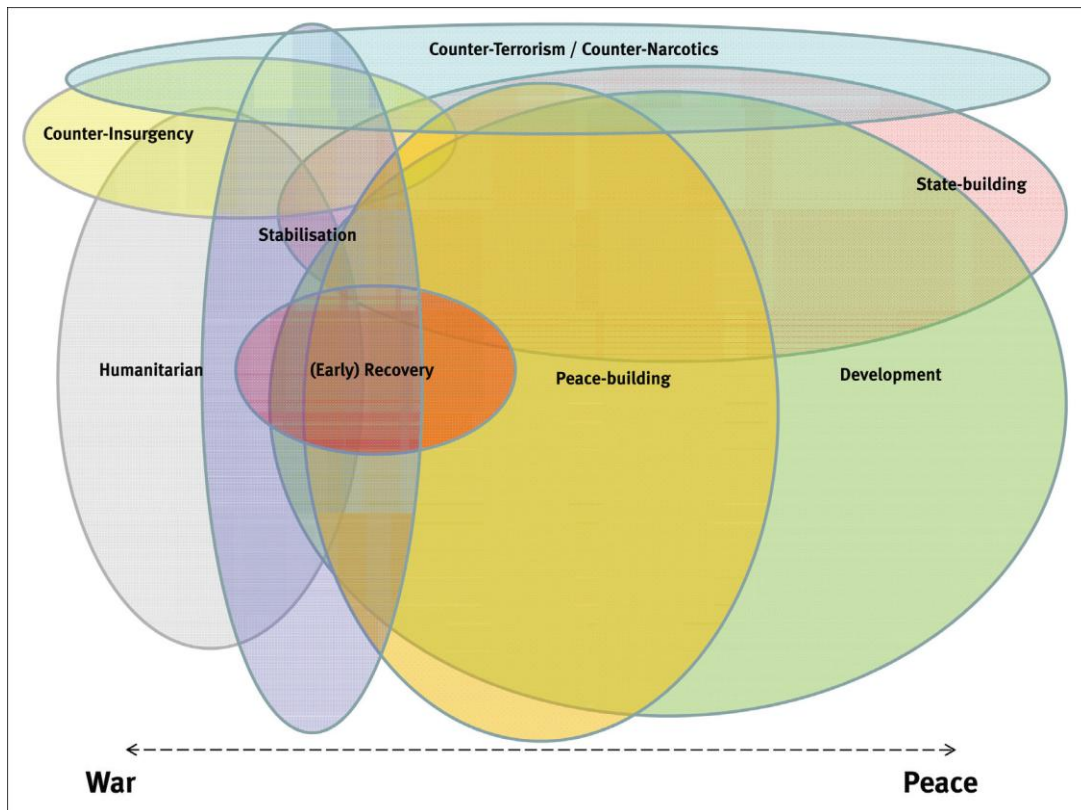 Counter-Terrorism / Counter-Narcotics
Counter-Insurgency
State-building
Stabilisation
Humanitarian
(Early) Recovery
Peace-building
Development
War
Peace